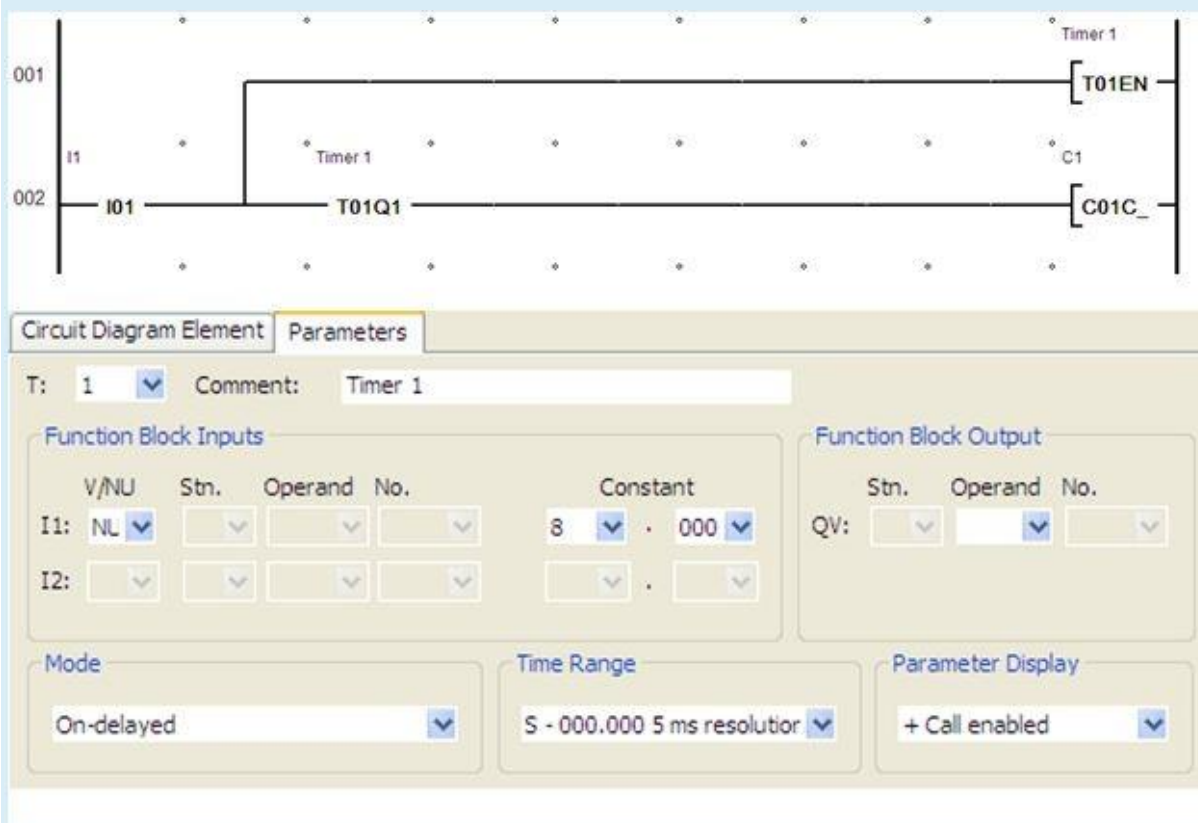 Timer 1
001
T01EN
I1
Timer 1
C1
002
I01
T01Q1
C01C_
Circuit Diagram Element Parameters
T: 1 Comment: Timer 1
Function Block Inputs
Function Block Output
V/NU Stn. Operand No. Constant
Stn. Operand No.
I1: NU 8 . 000
QV:
I2: .
Mode
Time Range
Parameter Display
On-delayed
S - 000.000 5 ms resolution
+ Call enabled